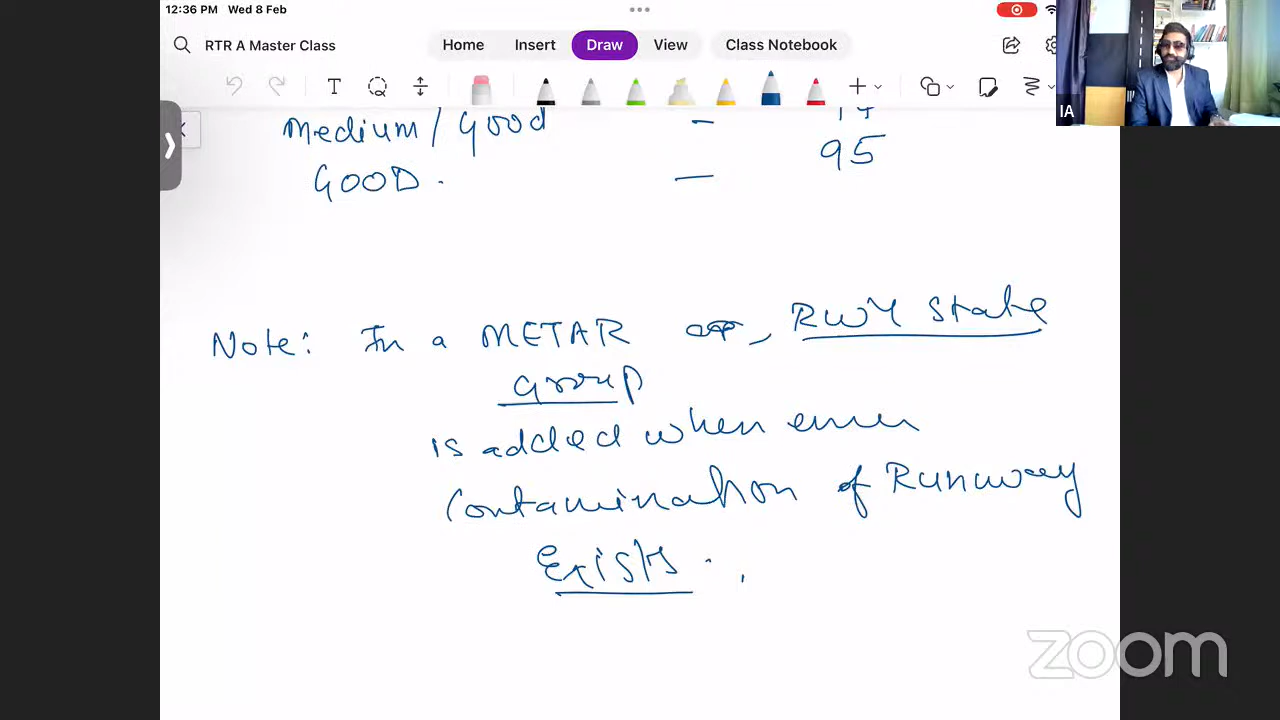 12:36 PM Wed 8 Feb
RTR A Master Class
Home Insert Draw View Class Notebook
IA
Medium/Good -
GOOD. — 95
Note: In a METAR , RWY State
group
is added when
Contamination of Runway
Exists.
zoom